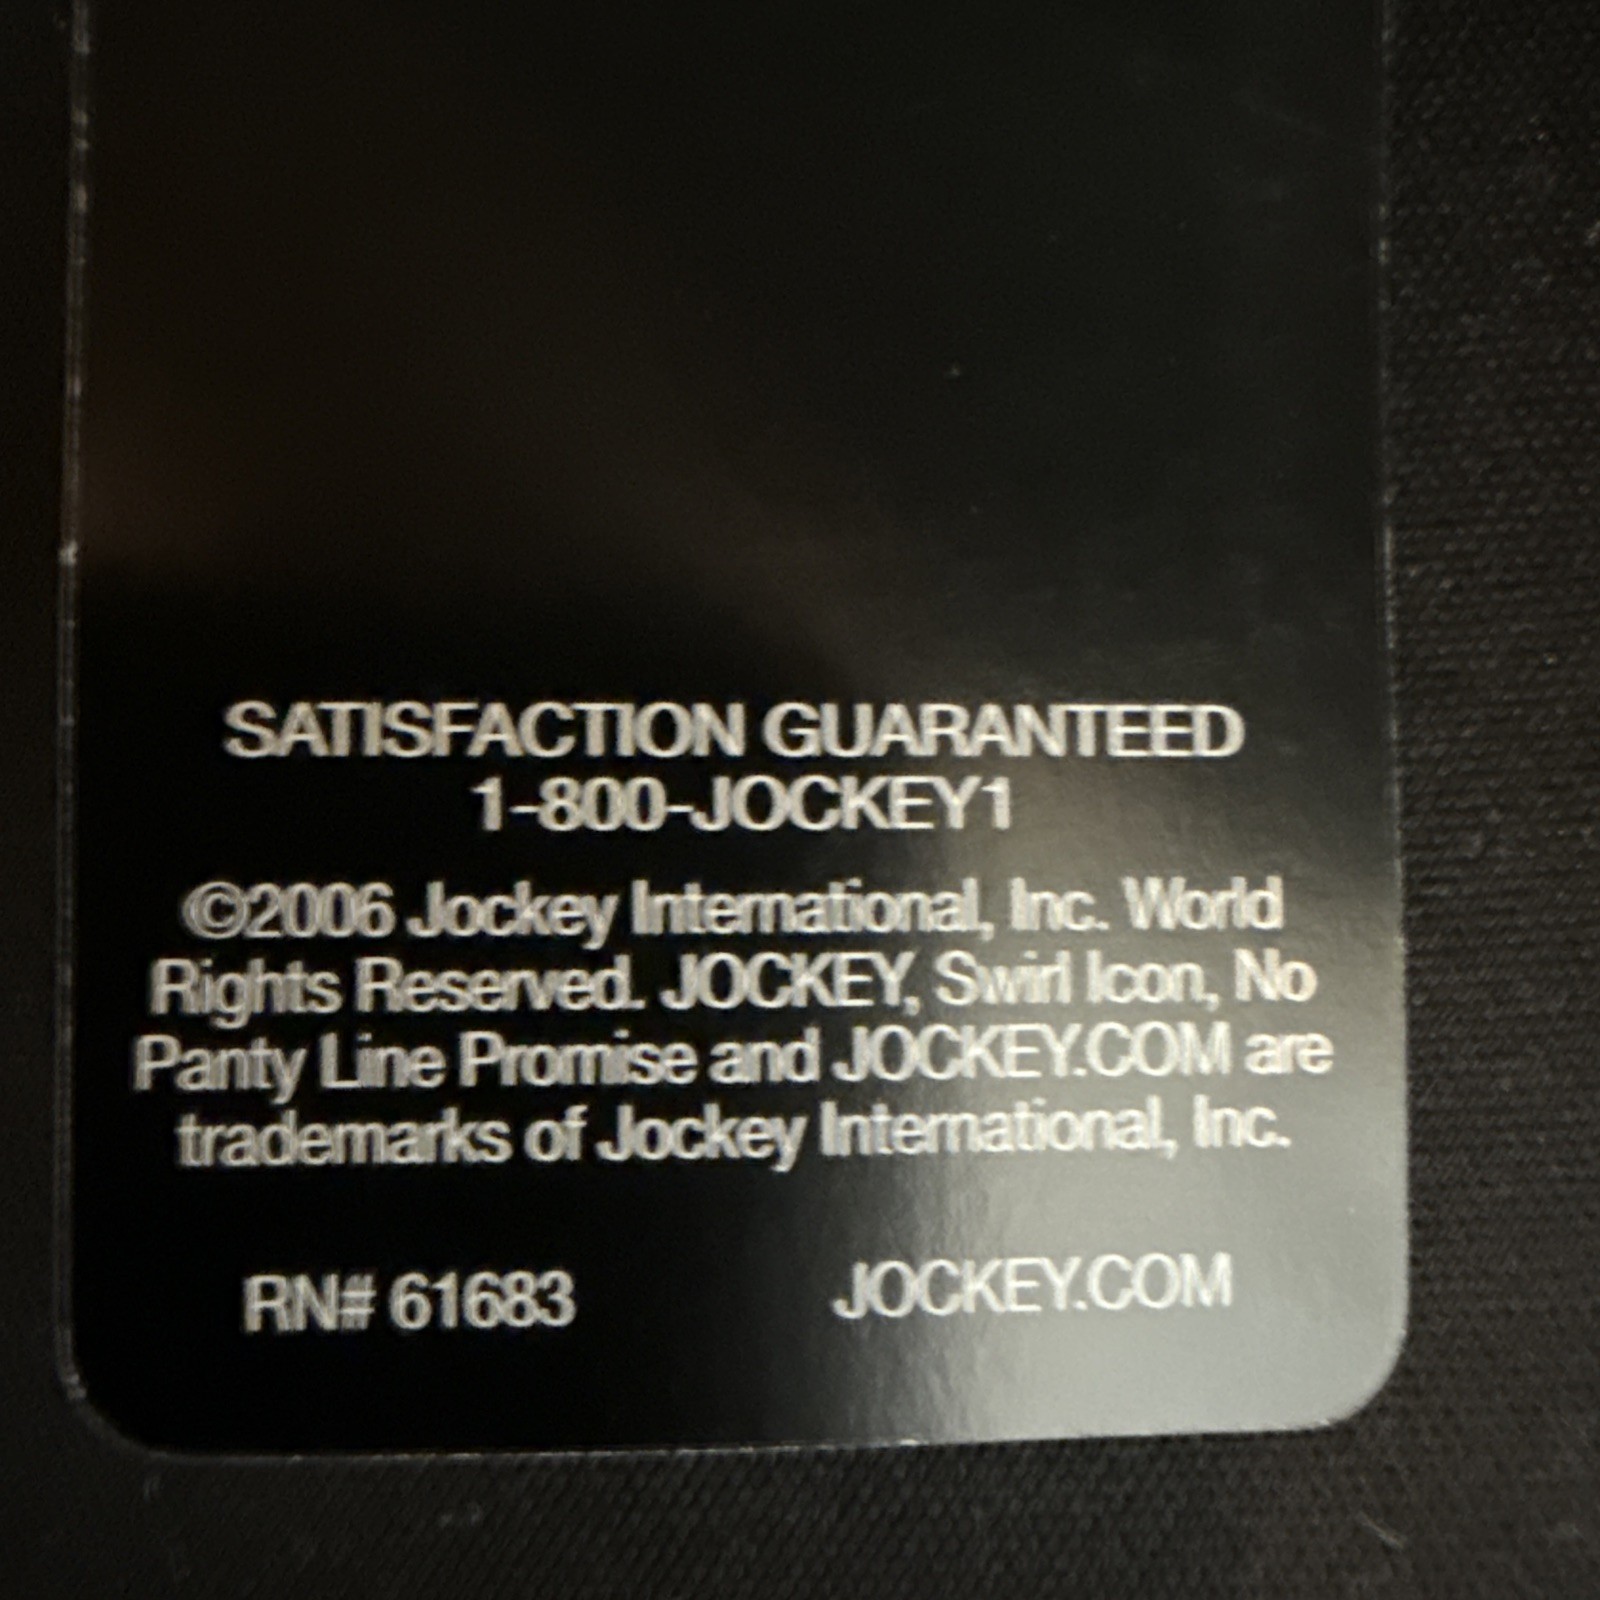 SATISFACTION GUARANTEED
1-800-JOCKEY1
©2006 Jockey International, Inc. World
Rights Reserved. JOCKEY, Swirl Icon, No
Panty Line Promise and JOCKEY.COM are
trademarks of Jockey International, Inc.
RN# 61683 JOCKEY.COM